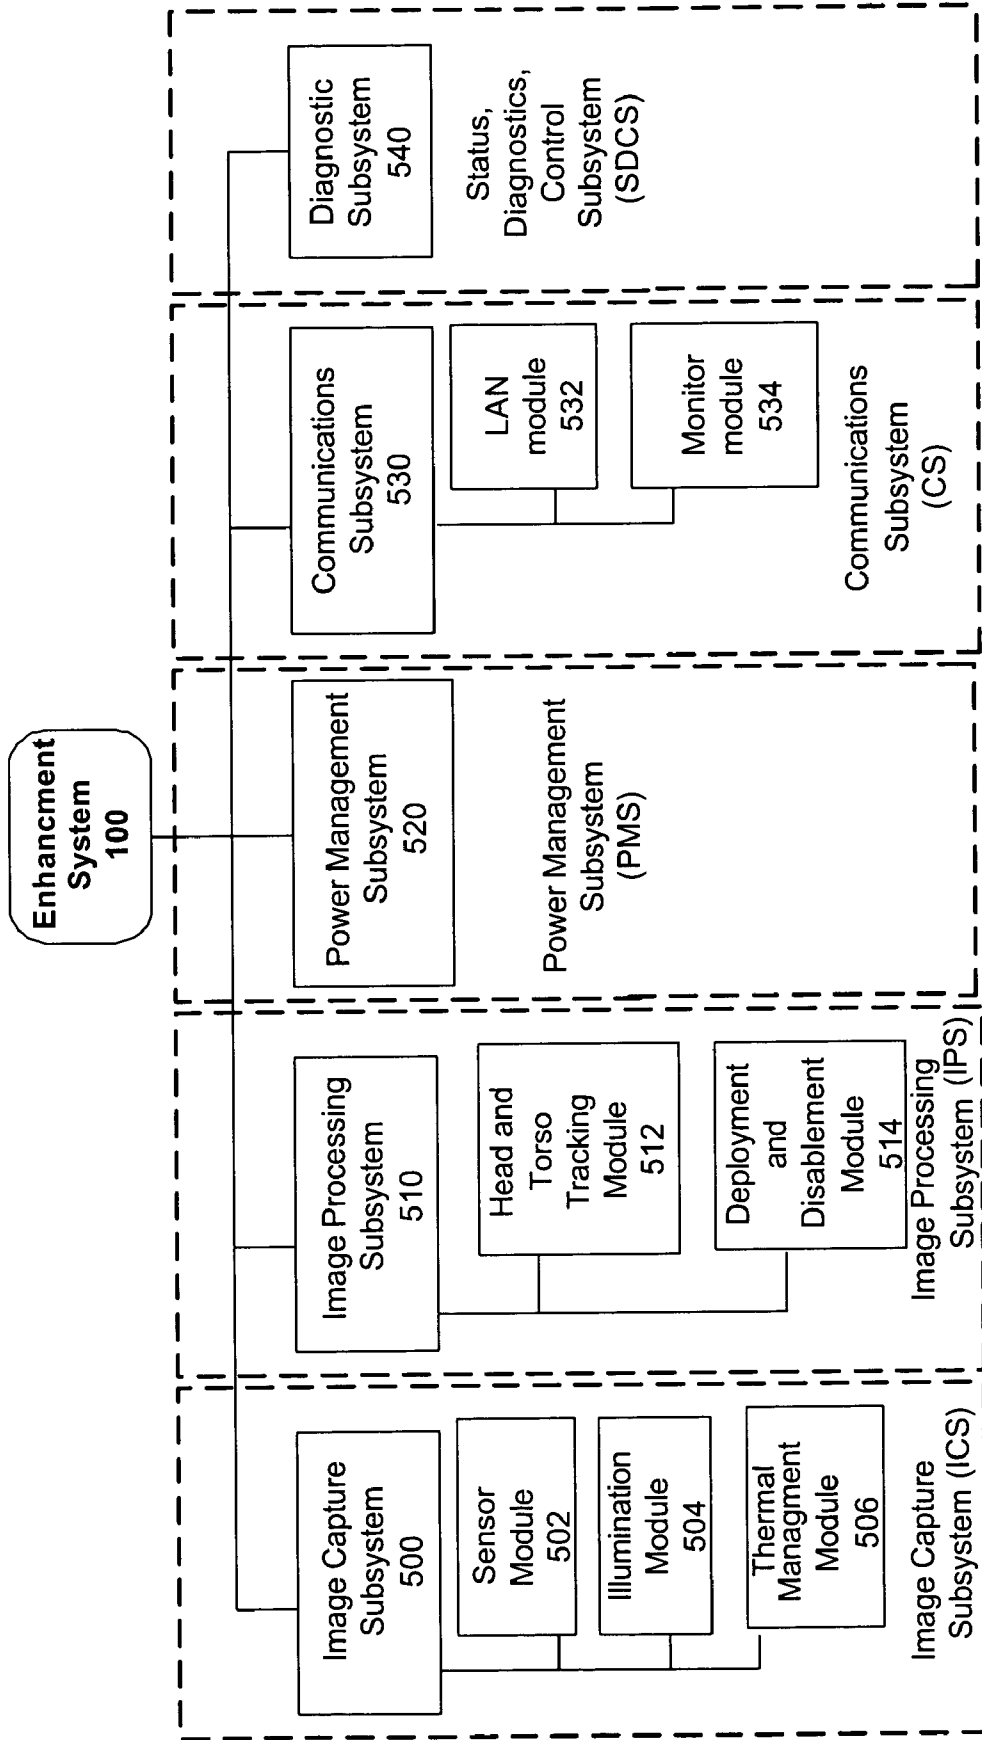 Enhancment
System
100
Image Capture
Subsystem
500
Sensor
Module
502
Illumination
Module
504
Thermal
Managment
Module
506
Image Capture
Subsystem (ICS)
Image Processing
Subsystem
510
Head and
Torso
Tracking
Module
512
Deployment
and
Disablement
Module
514
Image Processing
Subsystem (IPS)
Power Management
Subsystem
520
Power Management
Subsystem
(PMS)
Communications
Subsystem
530
LAN
module
532
Monitor
module
534
Communications
Subsystem
(CS)
Diagnostic
Subsystem
540
Status,
Diagnostics,
Control
Subsystem
(SDCS)